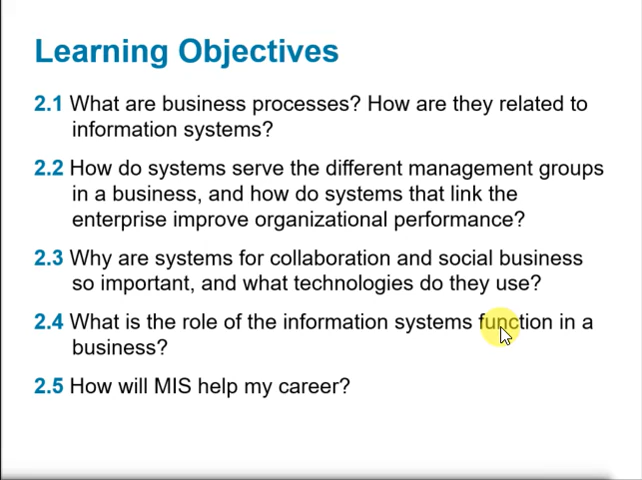 Learning Objectives
2.1 What are business processes? How are they related to
information systems?
2.2 How do systems serve the different management groups
in a business, and how do systems that link the
enterprise improve organizational performance?
2.3 Why are systems for collaboration and social business
so important, and what technologies do they use?
2.4 What is the role of the information systems function in a
business?
2.5 How will MIS help my career?